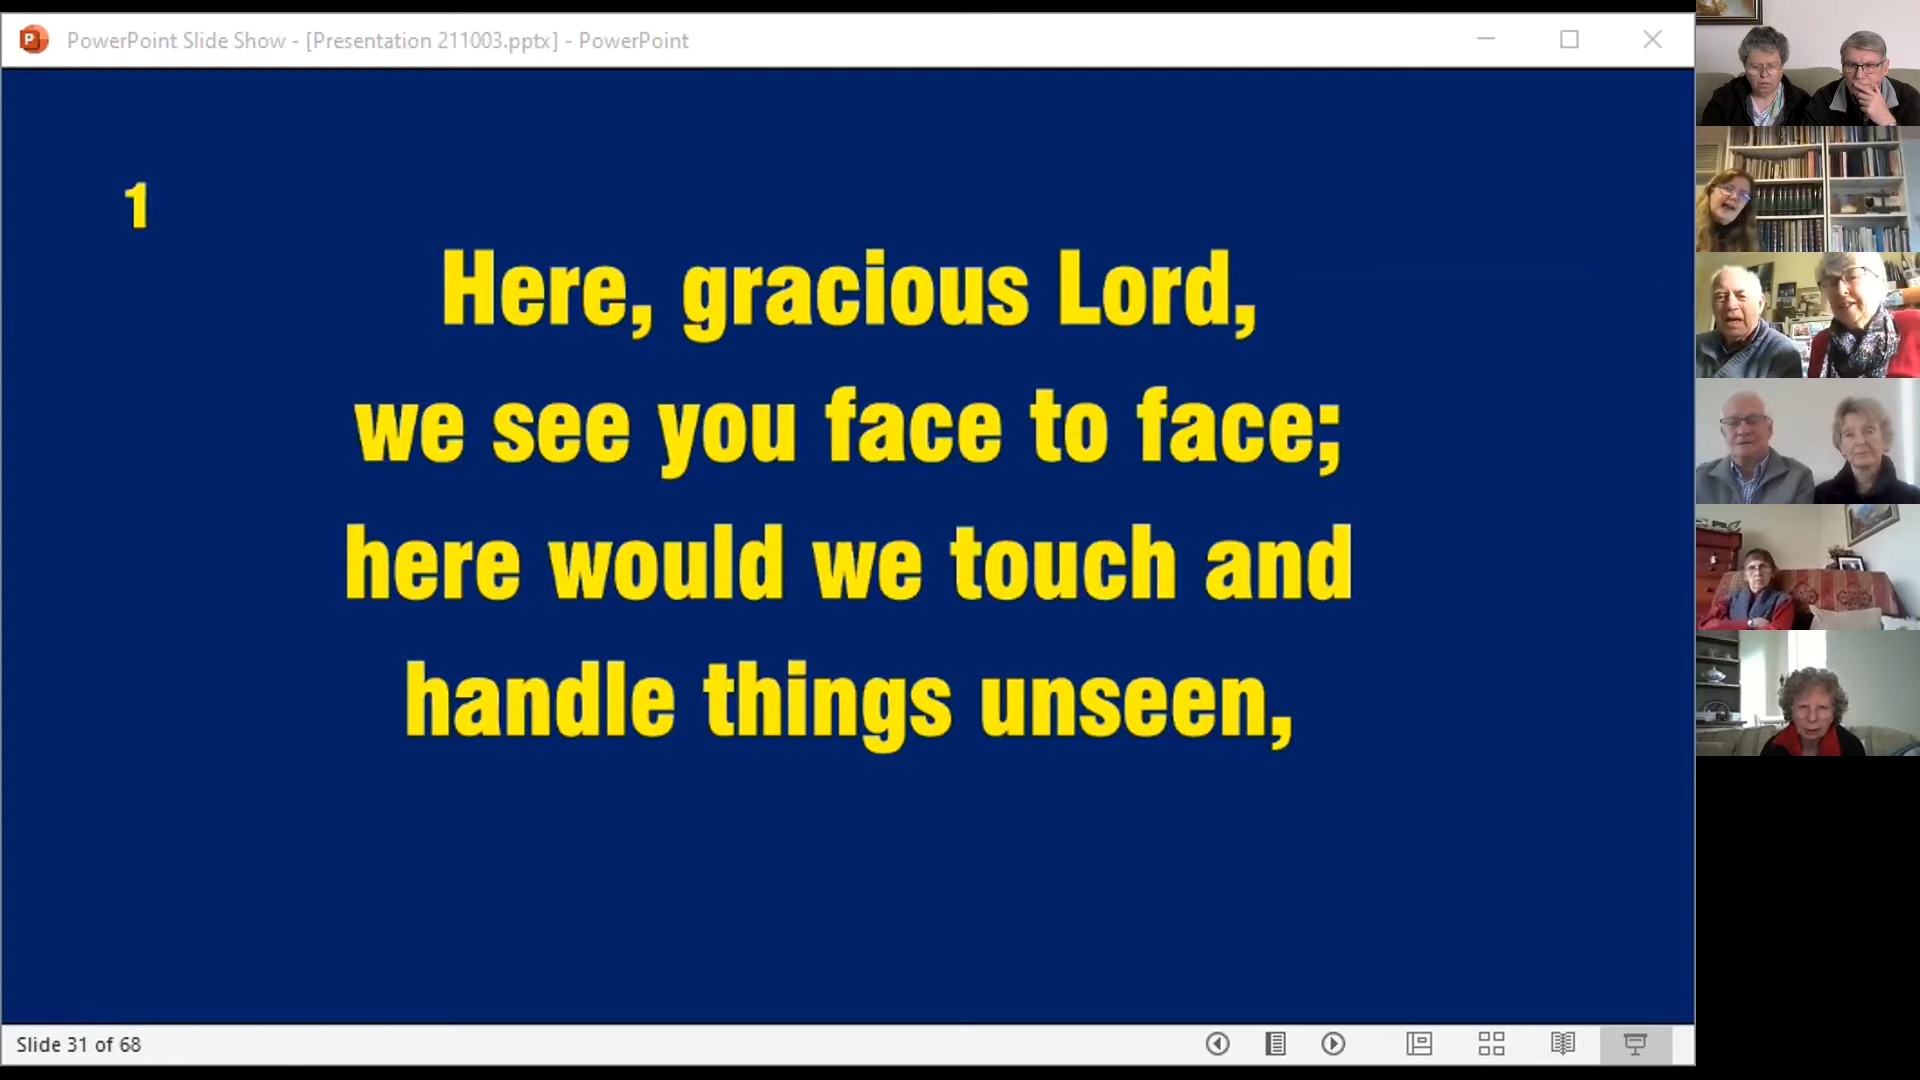 PowerPoint Slide Show - [Presentation 211003.pptx] - PowerPoint
1
Here, gracious Lord,
we see you face to face;
here would we touch and
handle things unseen,
Slide 31 of 68